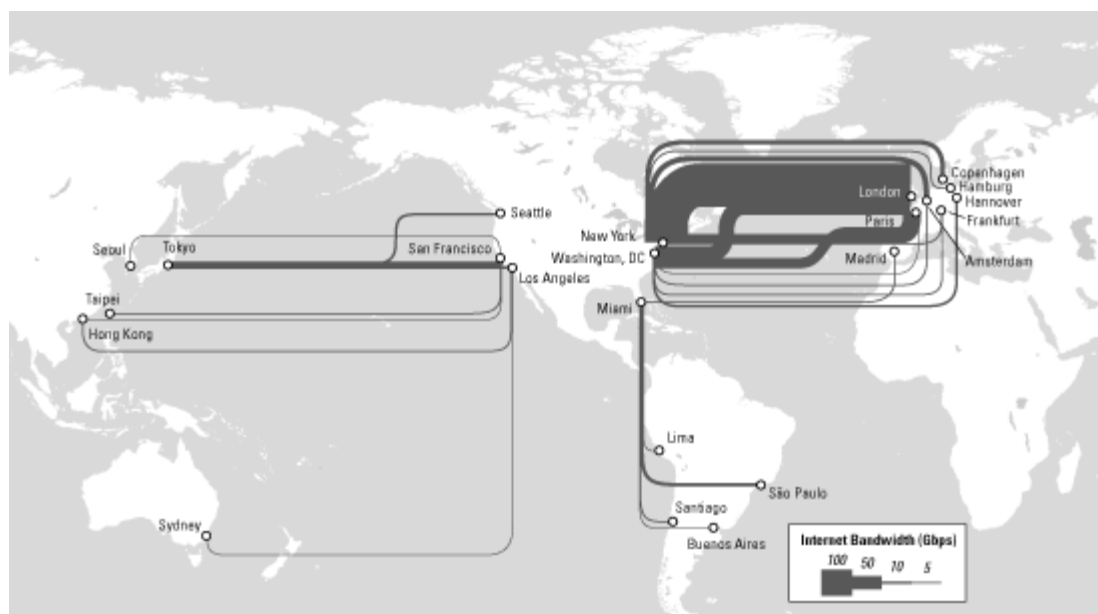 Copenhagen
Hamburg
London
Hannover
Seattle
Paris
Frankfurt
New York
Seoul
Tokyo
San Francisco
Washington, DC
Madrid
Amsterdam
Los Angeles
Taipei
Miami
Hong Kong
Lima
São Paulo
Sydney
Santiago
Buenos Aires
Internet Bandwidth (Gbps)
100 50 10 5